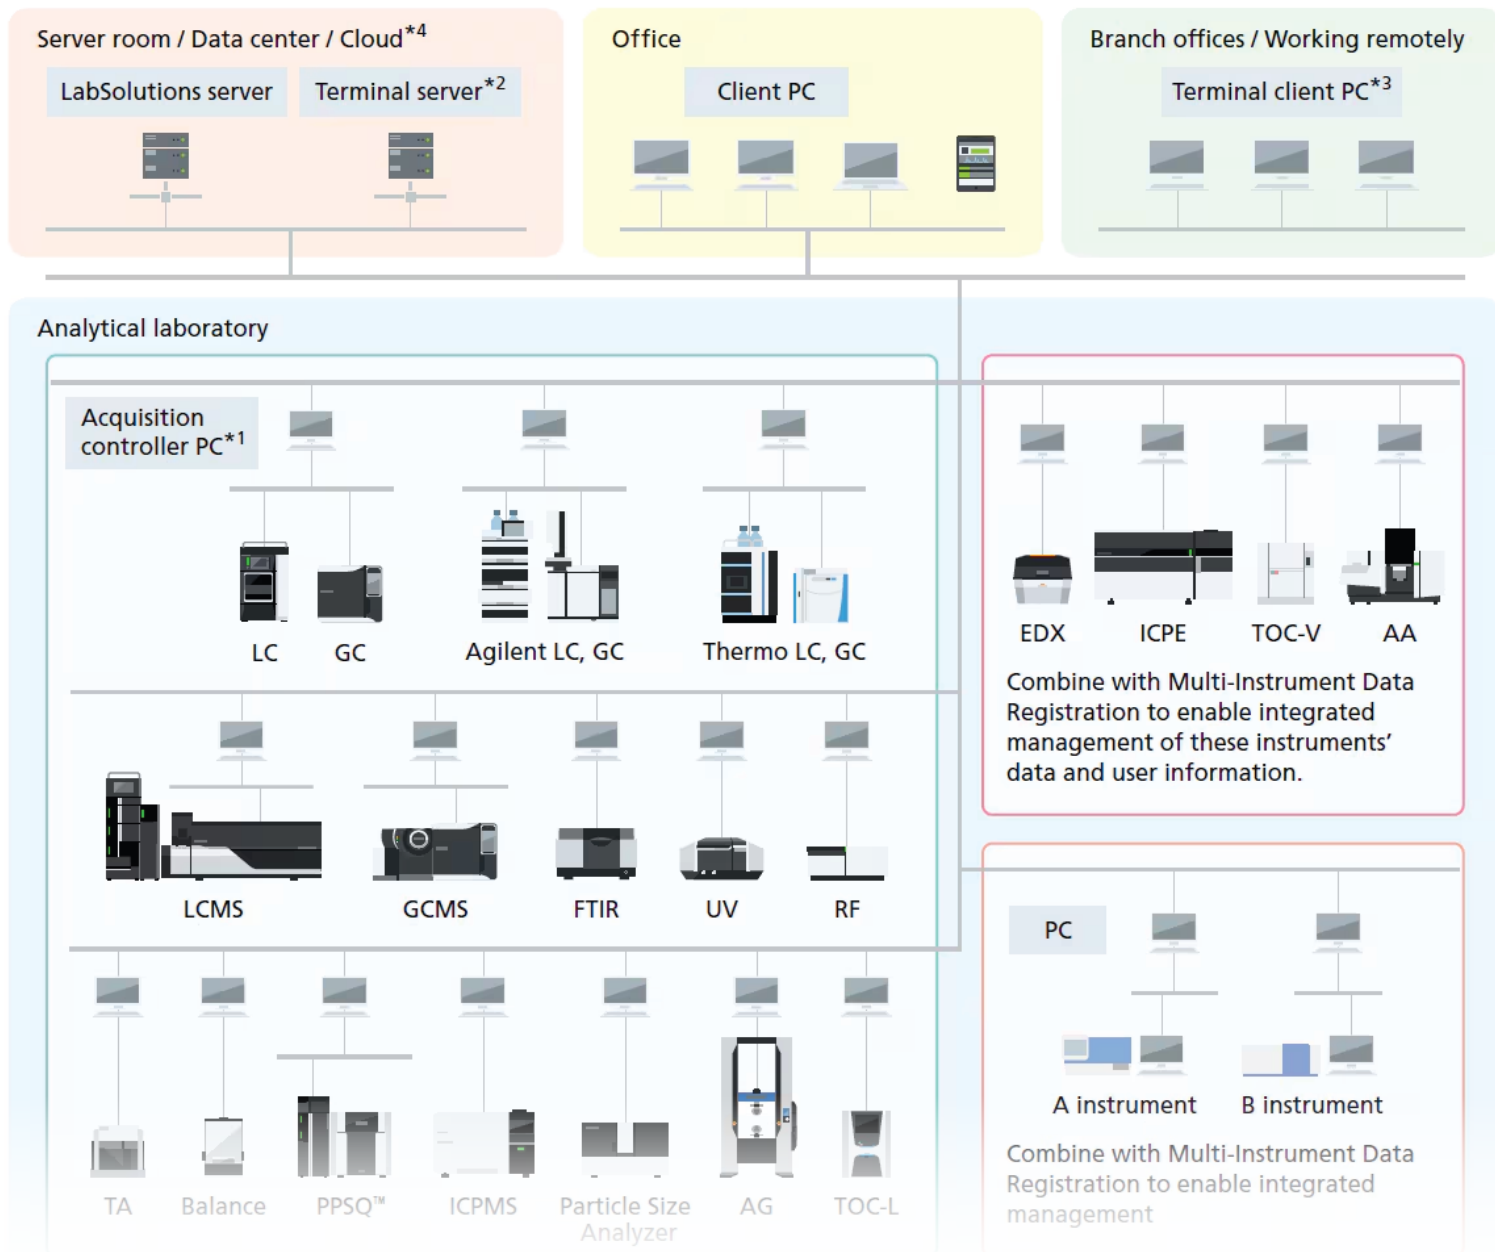 Server room / Data center / Cloud*4
LabSolutions server
Terminal server*2
Office
Client PC
Branch offices / Working remotely
Terminal client PC*3
Analytical laboratory
Acquisition
controller PC*1
LC
GC
Agilent LC, GC
Thermo LC, GC
LCMS
GCMS
FTIR
UV
RF
TA
Balance
PPSQ™
ICPMS
Particle Size
Analyzer
AG
TOC-L
EDX
ICPE
TOC-V
AA
Combine with Multi-Instrument Data
Registration to enable integrated
management of these instruments’
data and user information.
PC
A instrument
B instrument
Combine with Multi-Instrument Data
Registration to enable integrated
management